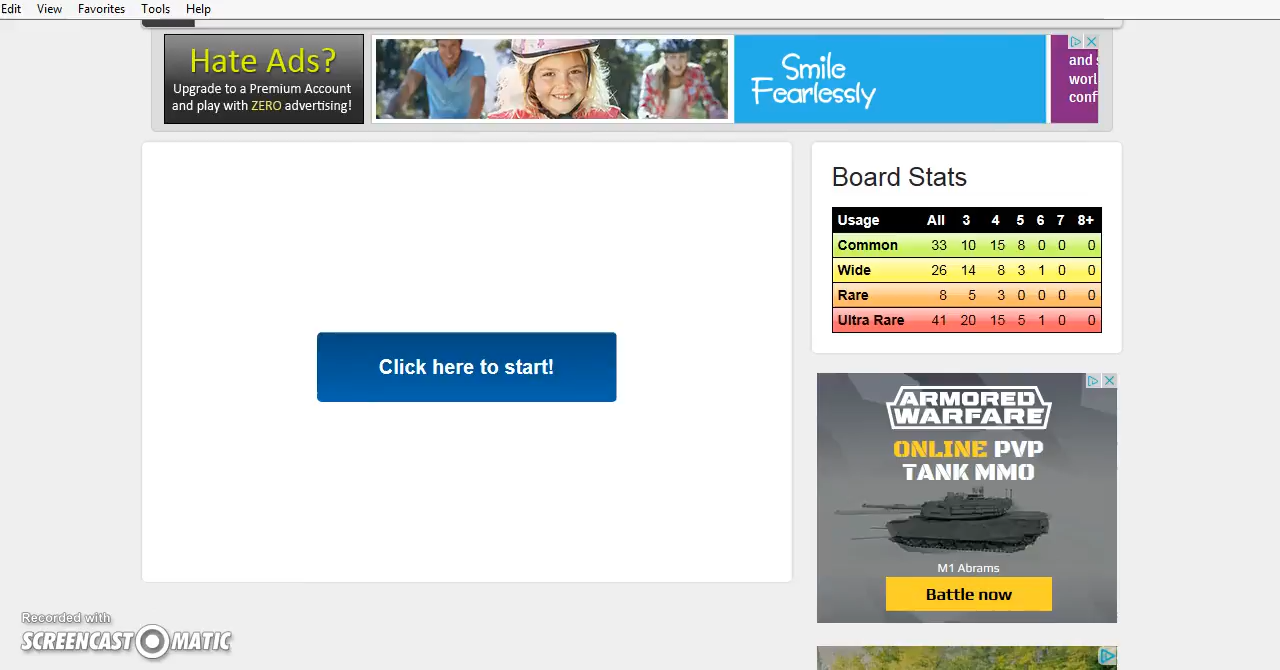 Edit View Favorites Tools Help
Hate Ads?
Upgrade to a Premium Account
and play with ZERO advertising!
Smile
Fearlessly
and
worl
conf
Click here to start!
Board Stats
Usage All 3 4 5 6 7 8+
Common 33 10 15 8 0 0 0
Wide 26 14 8 3 1 0 0
Rare 8 5 3 0 0 0 0
Ultra Rare 41 20 15 5 1 0 0
ARMORED
WARFARE
ONLINE PVP
TANK MMO
M1 Abrams
Battle now
Recorded with
SCREENCAST MATIC